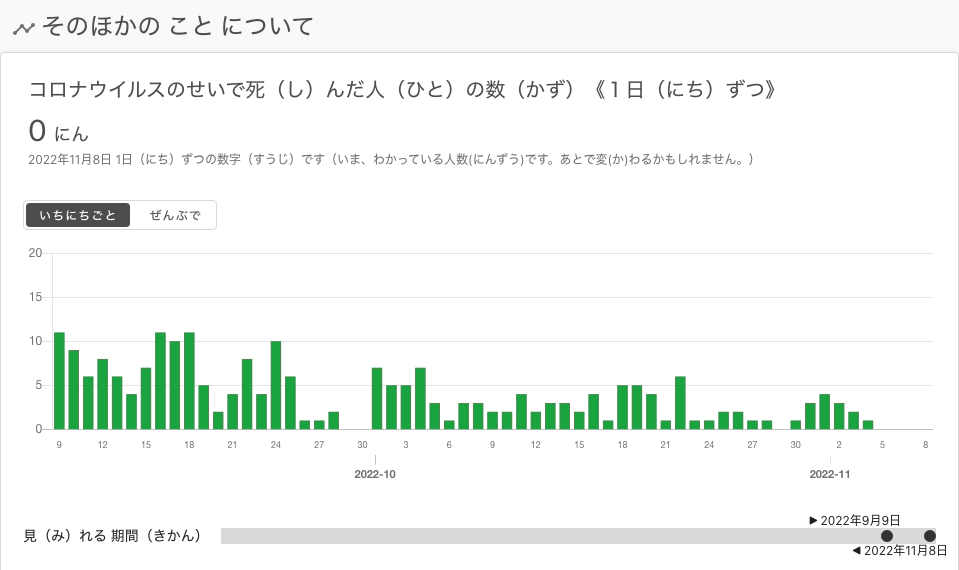 そのほかの こと について
コロナウイルスのせいで死（し）んだ人（ひと）の数（かず）《１日（にち）ずつ》
0 にん
2022年11月8日 1日（にち）ずつの数字（すうじ）です（いま、わかっている人数(にんずう)です。あとで変(か)わるかもしれません。）
いちにちごと ぜんぶで
20
15
10
5
0
9 12 15 18 21 24 27 30 3 6 9 12 15 18 21 24 27 30 2 5 8
2022-10 2022-11
▶ 2022年9月9日
見（み）れる 期間（きかん）
◀ 2022年11月8日